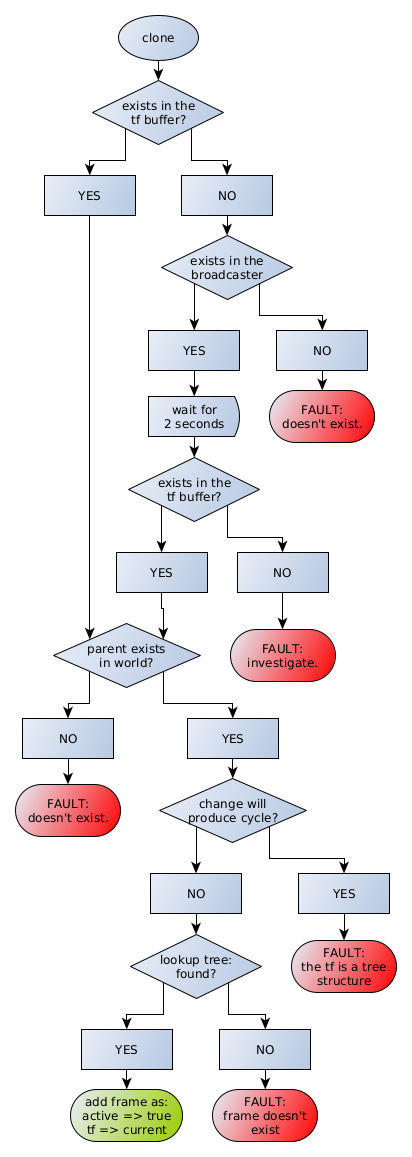 clone
exists in the
tf buffer?
YES
NO
exists in the
broadcaster
YES
NO
wait for
2 seconds
FAULT:
doesn't exist.
exists in the
tf buffer?
YES
NO
parent exists
in world?
FAULT:
investigate.
NO
YES
FAULT:
doesn't exist.
change will
produce cycle?
NO
YES
lookup tree:
found?
FAULT:
the tf is a tree
structure
YES
NO
add frame as:
active => true
tf => current
FAULT:
frame doesn't
exist